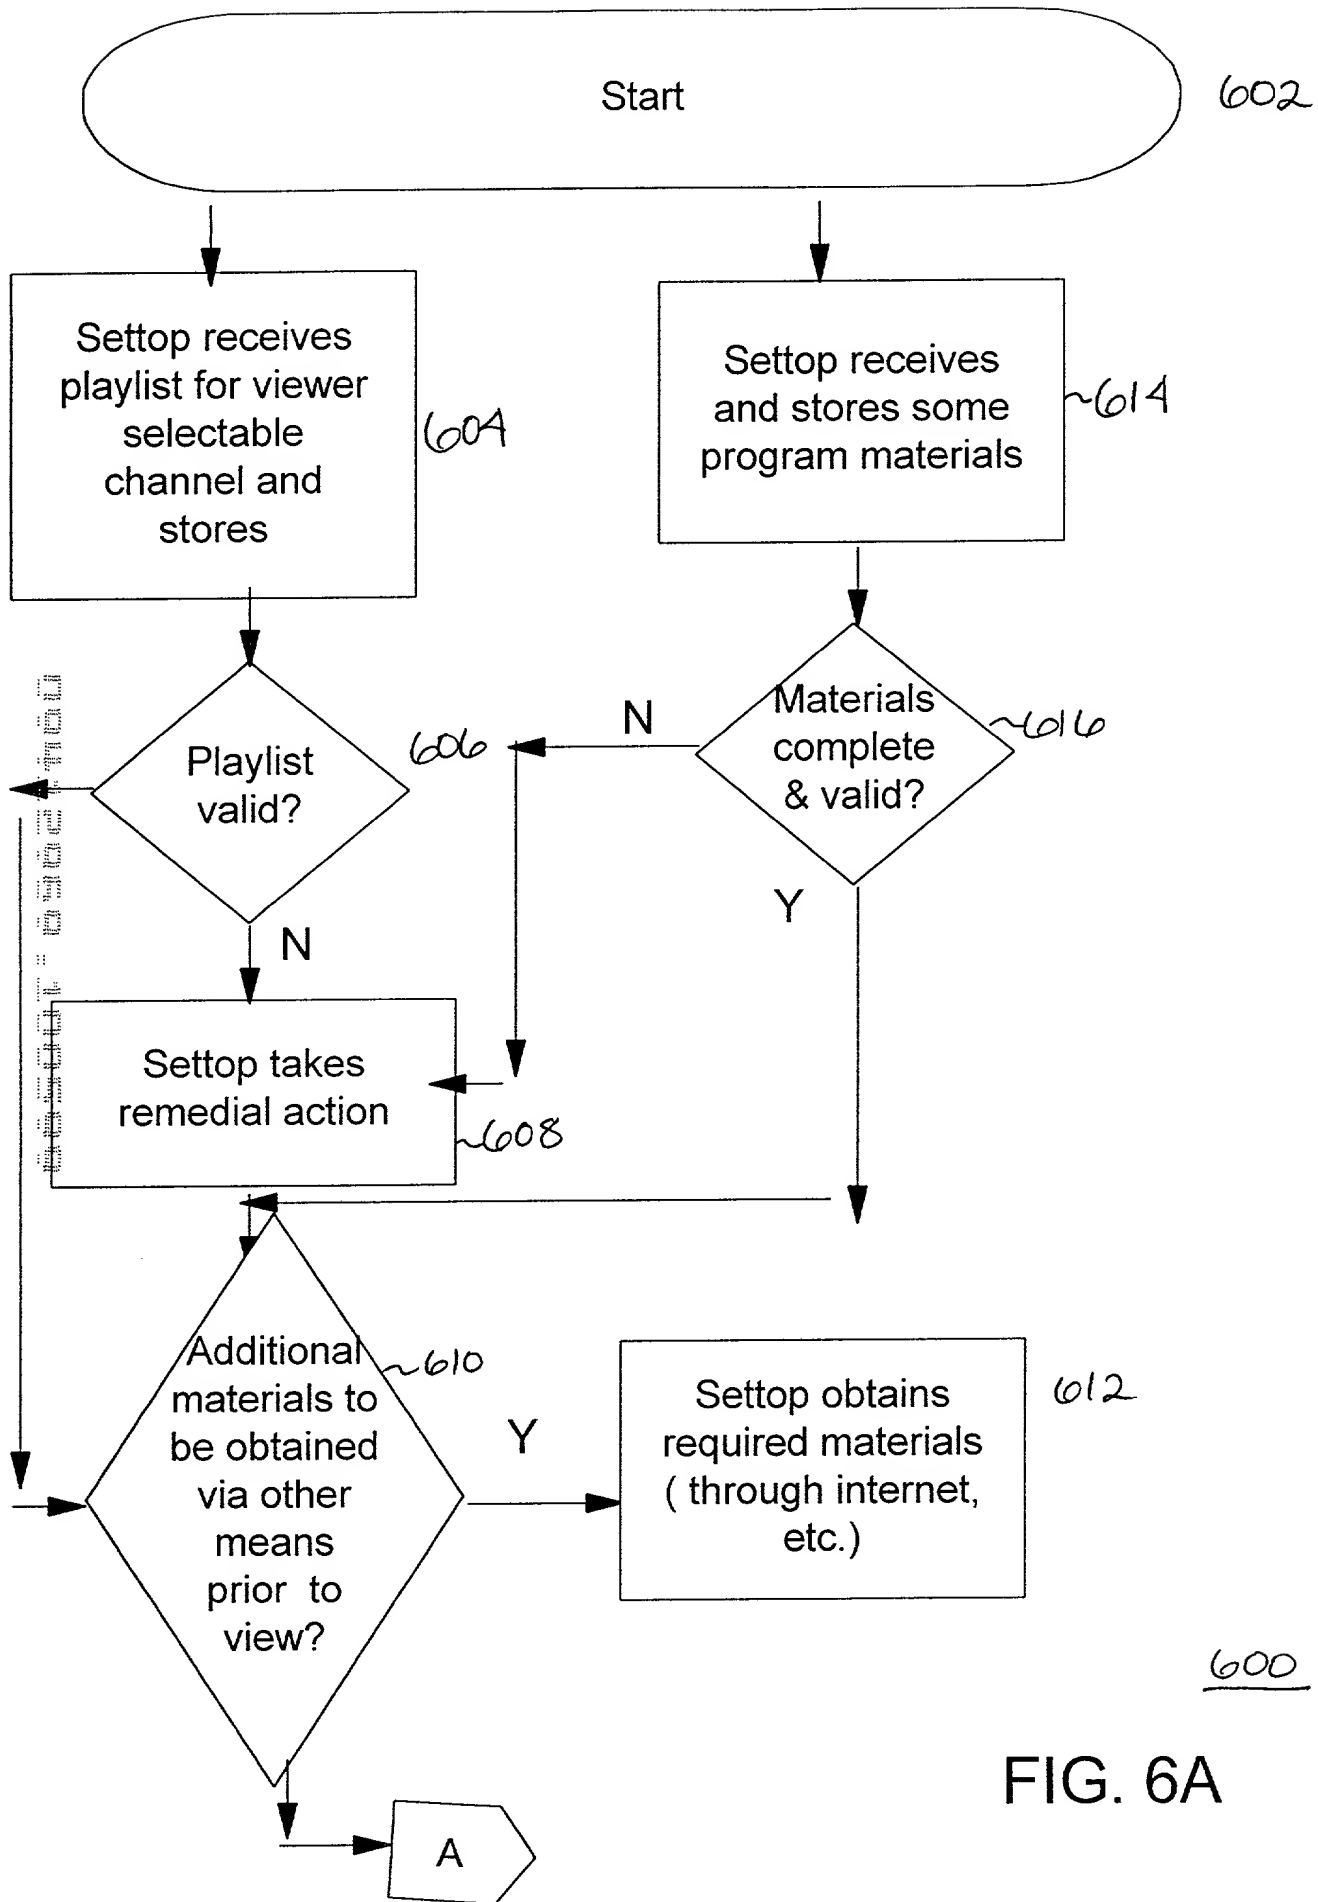 Start
602
Settop receives
playlist for viewer
selectable
channel and
stores
604
Settop receives
and stores some
program materials
614
Playlist
valid?
606
N
Materials
complete
& valid?
616
Y
N
Settop takes
remedial action
608
Additional
materials to
be obtained
via other
means
prior to
view?
610
Y
Settop obtains
required materials
( through internet,
etc.)
612
600
FIG. 6A
A